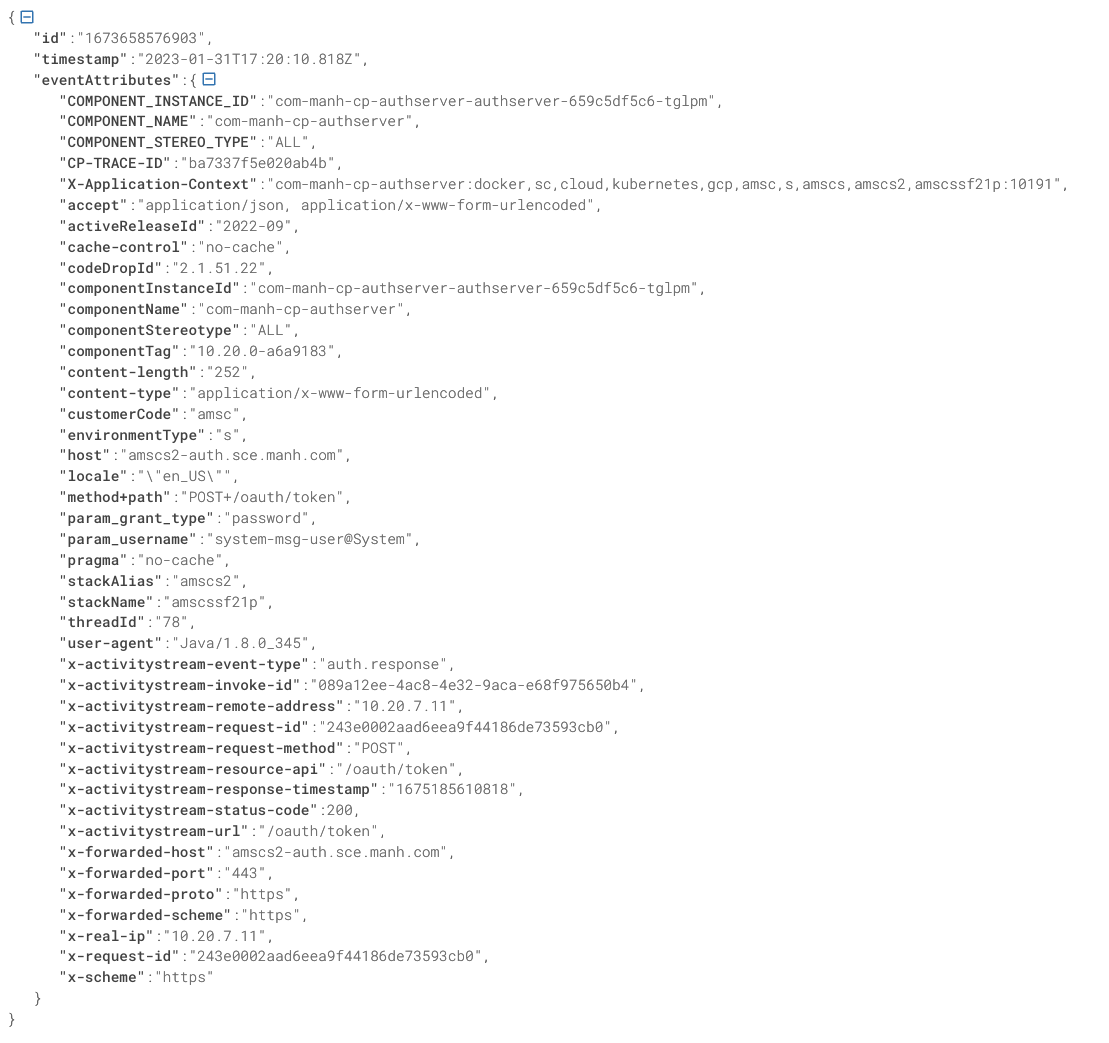 {
"id":"1673658576903",
"timestamp":"2023-01-31T17:20:10.818Z",
"eventAttributes":{
"COMPONENT_INSTANCE_ID":"com-manh-cp-authserver-authserver-659c5df5c6-tglpm",
"COMPONENT_NAME":"com-manh-cp-authserver",
"COMPONENT_STEREO_TYPE":"ALL",
"CP-TRACE-ID":"ba7337f5e020ab4b",
"X-Application-Context":"com-manh-cp-authserver:docker,sc,cloud,kubernetes,gcp,amsc,s,amscs,amscs2,amscssf21p:10191",
"accept":"application/json, application/x-www-form-urlencoded",
"activeReleaseId":"2022-09",
"cache-control":"no-cache",
"codeDropId":"2.1.51.22",
"componentInstanceId":"com-manh-cp-authserver-authserver-659c5df5c6-tglpm",
"componentName":"com-manh-cp-authserver",
"componentStereotype":"ALL",
"componentTag":"10.20.0-a6a9183",
"content-length":"252",
"content-type":"application/x-www-form-urlencoded",
"customerCode":"amsc",
"environmentType":"s",
"host":"amscs2-auth.sce.manh.com",
"locale":"\"en_US\"",
"method+path":"POST+/oauth/token",
"param_grant_type":"password",
"param_username":"system-msg-user@System",
"pragma":"no-cache",
"stackAlias":"amscs2",
"stackName":"amscssf21p",
"threadId":"78",
"user-agent":"Java/1.8.0_345",
"x-activitystream-event-type":"auth.response",
"x-activitystream-invoke-id":"089a12ee-4ac8-4e32-9aca-e68f975650b4",
"x-activitystream-remote-address":"10.20.7.11",
"x-activitystream-request-id":"243e0002aad6eea9f44186de73593cb0",
"x-activitystream-request-method":"POST",
"x-activitystream-resource-api":"/oauth/token",
"x-activitystream-response-timestamp":"1675185610818",
"x-activitystream-status-code":200,
"x-activitystream-url":"/oauth/token",
"x-forwarded-host":"amscs2-auth.sce.manh.com",
"x-forwarded-port":"443",
"x-forwarded-proto":"https",
"x-forwarded-scheme":"https",
"x-real-ip":"10.20.7.11",
"x-request-id":"243e0002aad6eea9f44186de73593cb0",
"x-scheme":"https"
}
}